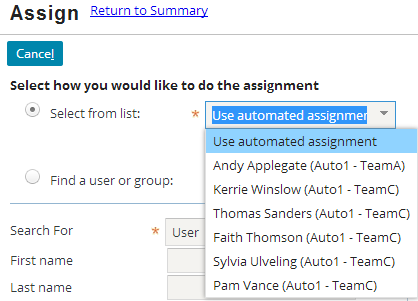 Assign Return to Summary
Cancel
Select how you would like to do the assignment
Select from list: * Use automated assignmer
Use automated assignment
Andy Applegate (Auto1 - TeamA)
Kerrie Winslow (Auto1 - TeamC)
Thomas Sanders (Auto1 - TeamC)
Faith Thomson (Auto1 - TeamC)
Sylvia Ulveling (Auto1 - TeamC)
Pam Vance (Auto1 - TeamC)
Find a user or group:
Search For * User
First name
Last name